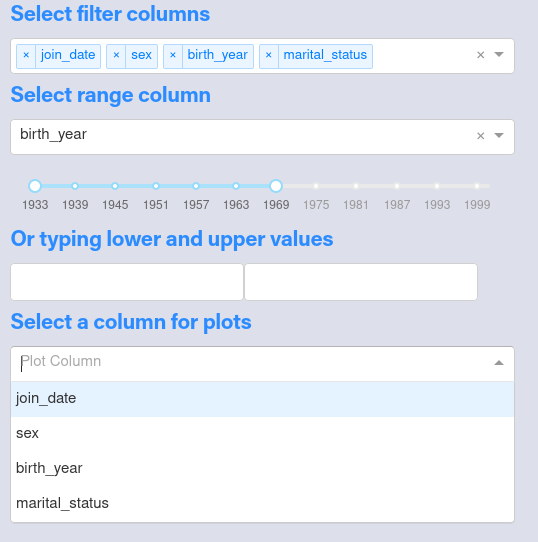 Select filter columns
× join_date × sex × birth_year × marital_status ×
Select range column
birth_year ×
1933 1939 1945 1951 1957 1963 1969 1975 1981 1987 1993 1999
Or typing lower and upper values
Select a column for plots
Plot Column
join_date
sex
birth_year
marital_status